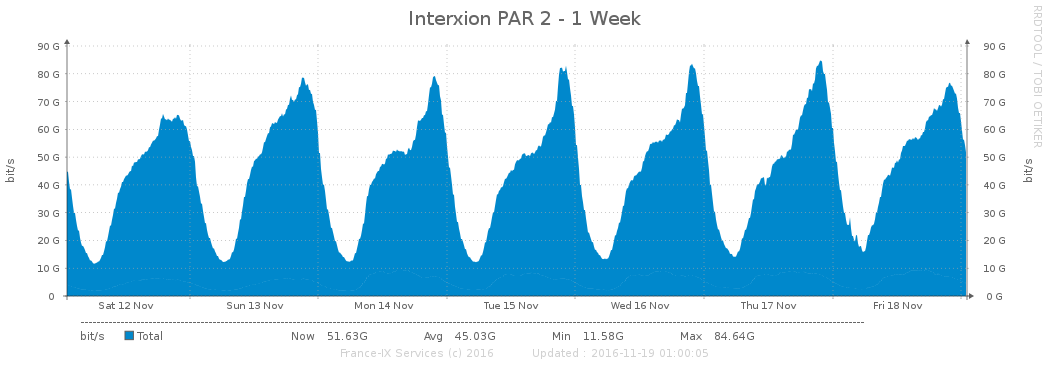 Interxion PAR 2 - 1 Week
RRDTOOL / TOBI OETIKER
90 G 90 G
80 G 80 G
70 G 70 G
60 G 60 G
50 G 50 G
40 G 40 G
30 G 30 G
20 G 20 G
10 G 10 G
0 0 G
bit/s
bit/s
Sat 12 Nov Sun 13 Nov Mon 14 Nov Tue 15 Nov Wed 16 Nov Thu 17 Nov Fri 18 Nov
bit/s Total Now 51.63G Avg 45.03G Min 11.58G Max 84.64G
France-IX Services (c) 2016 Updated : 2016-11-19 01:00:05